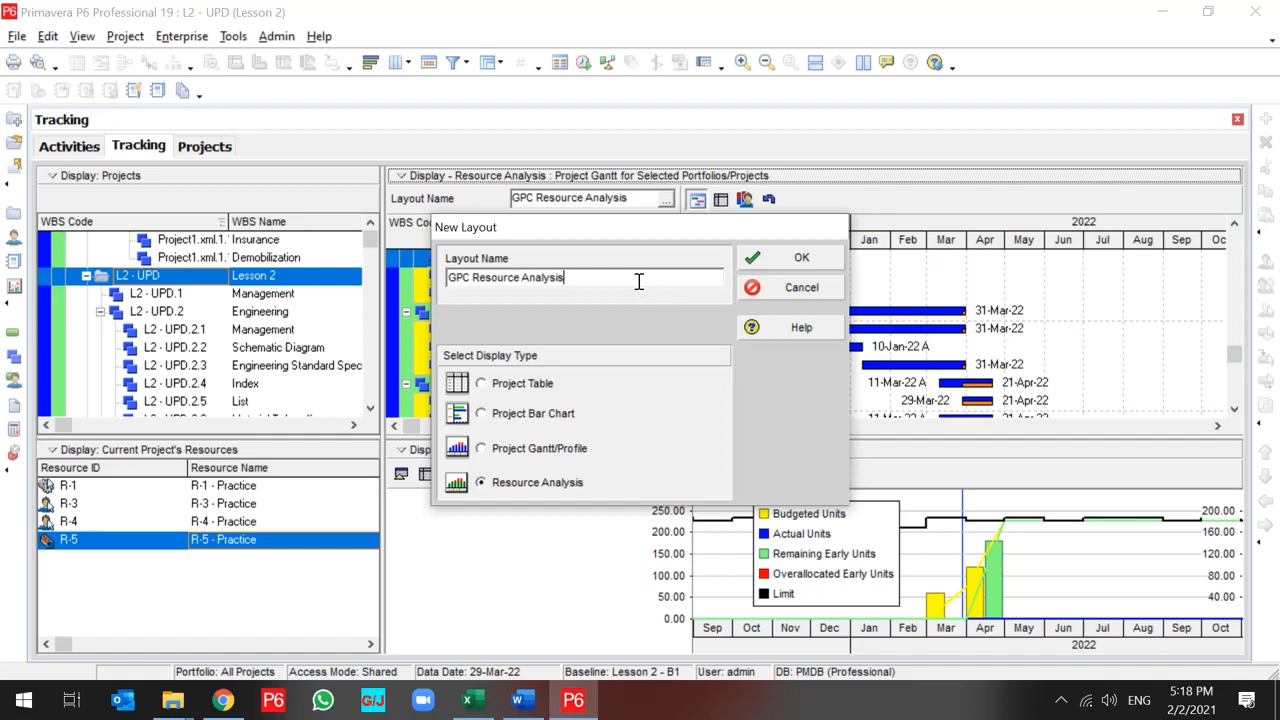 Primavera P6 Professional 19 : L2 - UPD (Lesson 2)
File Edit View Project Enterprise Tools Admin Help
Tracking
Activities Tracking Projects
Display: Projects
WBS Code WBS Name
Project1.xml.1. Insurance
Project1.xml.1. Demobilization
L2 - UPD Lesson 2
L2 - UPD.1 Management
L2 - UPD.2 Engineering
L2 - UPD.2.1 Management
L2 - UPD.2.2 Schematic Diagram
L2 - UPD.2.3 Engineering Standard Spec
L2 - UPD.2.4 Index
L2 - UPD.2.5 List
Display: Current Project's Resources
Resource ID Resource Name
R-1 R-1 - Practice
R-3 R-3 - Practice
R-4 R-4 - Practice
R-5 R-5 - Practice
Display - Resource Analysis : Project Gantt for Selected Portfolios/Projects
Layout Name GPC Resource Analysis ...
WBS Co
2022
Jan Feb Mar Apr May Jun Jul Aug Sep Oc
31-Mar-22
31-Mar-22
10-Jan-22 A
31-Mar-22
11-Mar-22 A 21-Apr-22
29-Mar-22 21-Apr-22
New Layout
Layout Name
GPC Resource Analysis
OK
Cancel
Help
Select Display Type
Project Table
Project Bar Chart
Project Gantt/Profile
Resource Analysis
Disp
Budgeted Units
Actual Units
Remaining Early Units
Overallocated Early Units
Limit
250.00 200.00
200.00 160.00
150.00 120.00
100.00 80.00
50.00 40.00
0.00
Sep Oct Nov Dec Jan Feb Mar Apr May Jun Jul Aug Sep Oct
2022
Portfolio: All Projects Access Mode: Shared Data Date: 29-Mar-22 Baseline: Lesson 2 - B1 User: admin DB: PMDB (Professional)
ENG 5:18 PM
2/2/2021